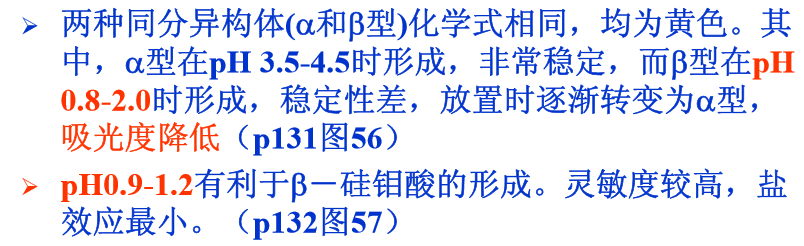 ➢ 两种同分异构体(α和β型)化学式相同，均为黄色。其
中，α型在pH 3.5-4.5时形成，非常稳定，而β型在pH
0.8-2.0时形成，稳定性差，放置时逐渐转变为α型，
吸光度降低（p131图56）
➢ pH0.9-1.2有利于β－硅钼酸的形成。灵敏度较高，盐
效应最小。（p132图57）